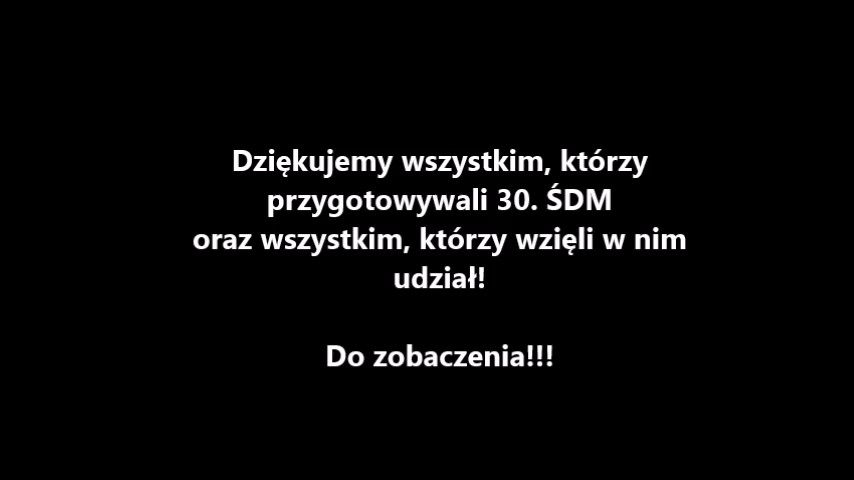 Dziękujemy wszystkim, którzy
przygotowywali 30. ŚDM
oraz wszystkim, którzy wzięli w nim
udział!
Do zobaczenia!!!